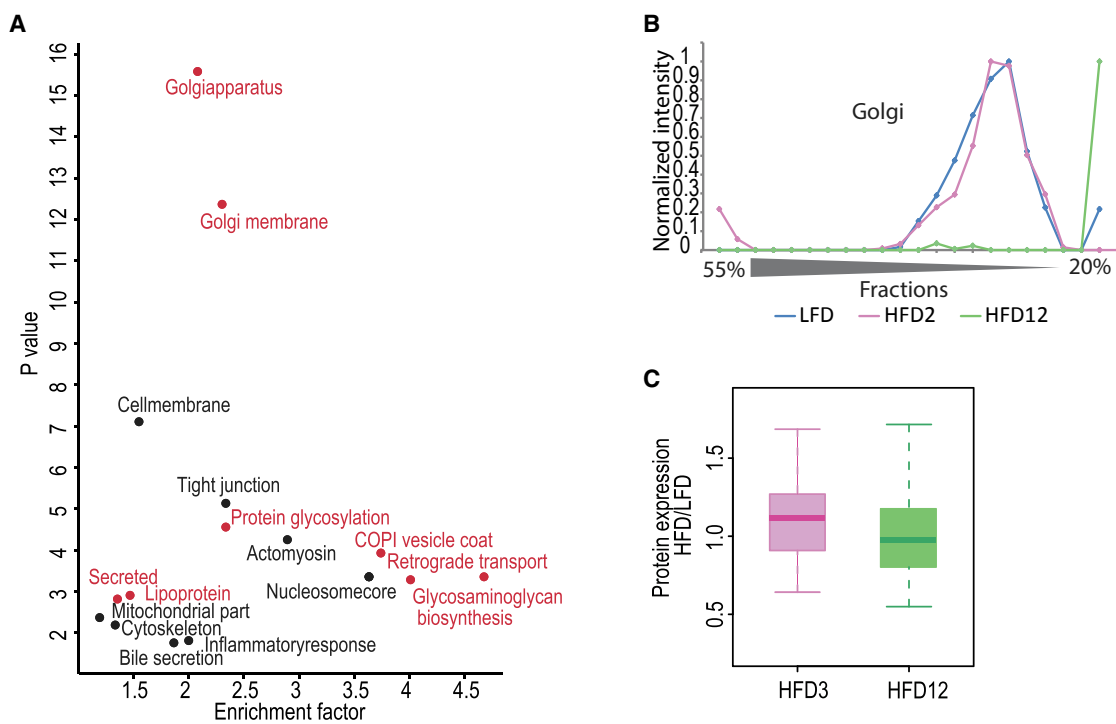 A
P value
16
15
14
13
12
11
10
9
8
7
6
5
4
3
2
Golgiapparatus
Golgi membrane
Cellmembrane
Tight junction
Protein glycosylation
Actomyosin
COPI vesicle coat
Retrograde transport
Nucleosomecore
Glycosaminoglycan
biosynthesis
Secreted
Lipoprotein
Mitochondrial part
Cytoskeleton
Inflammatoryresponse
Bile secretion
1.5 2 2.5 3 3.5 4 4.5
Enrichment factor
B
Normalized intensity
1
0.9
0.8
0.7
0.6
0.5
0.4
0.3
0.2
0.1
0
Golgi
55% 20%
Fractions
LFD HFD2 HFD12
C
Protein expression
HFD/LFD
1.5
1.0
0.5
HFD3 HFD12